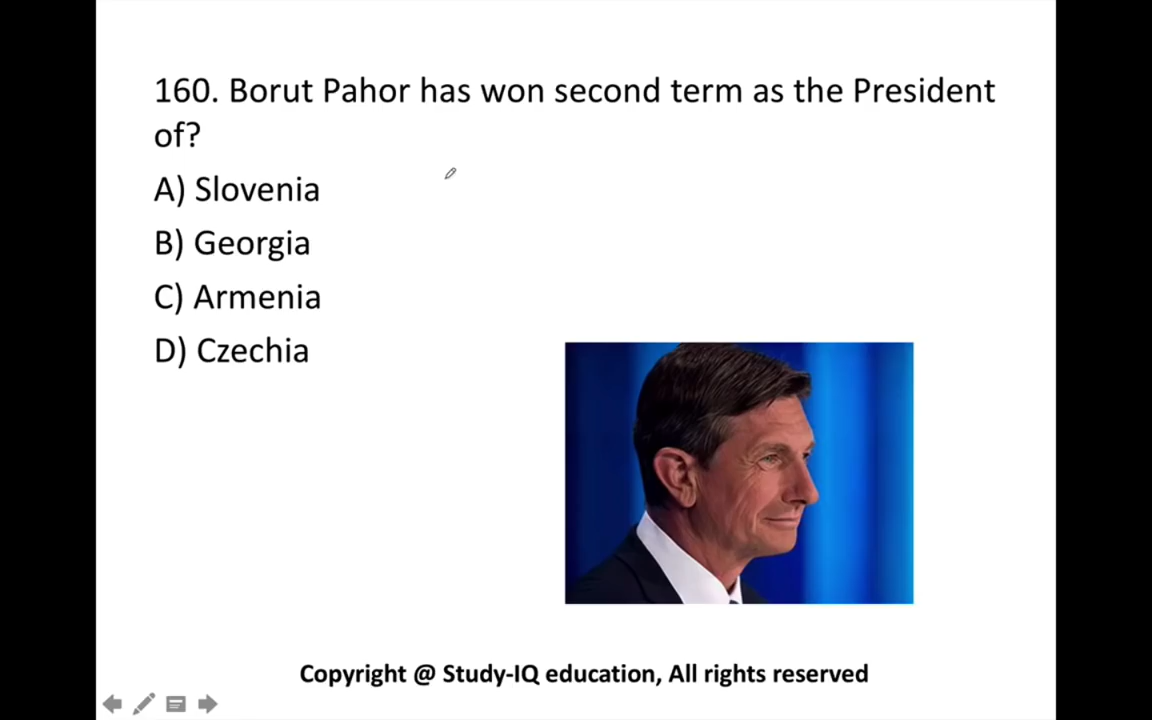 160. Borut Pahor has won second term as the President
of?
A) Slovenia
B) Georgia
C) Armenia
D) Czechia
Copyright @ Study-IQ education, All rights reserved